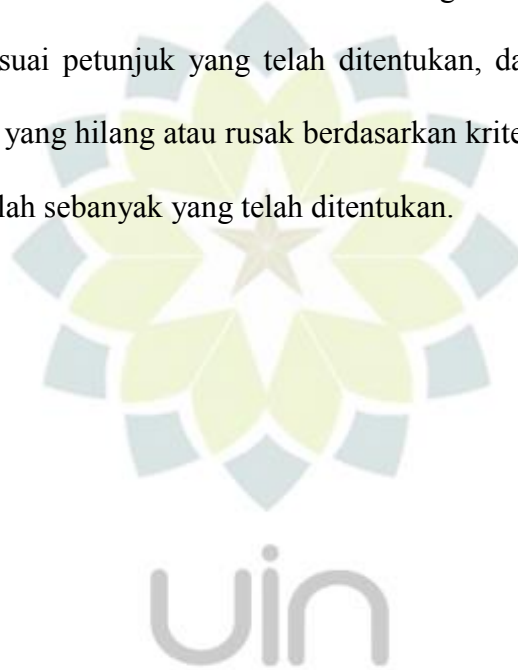 suai petunjuk yang telah ditentukan, da
yang hilang atau rusak berdasarkan krite
lah sebanyak yang telah ditentukan.
uin